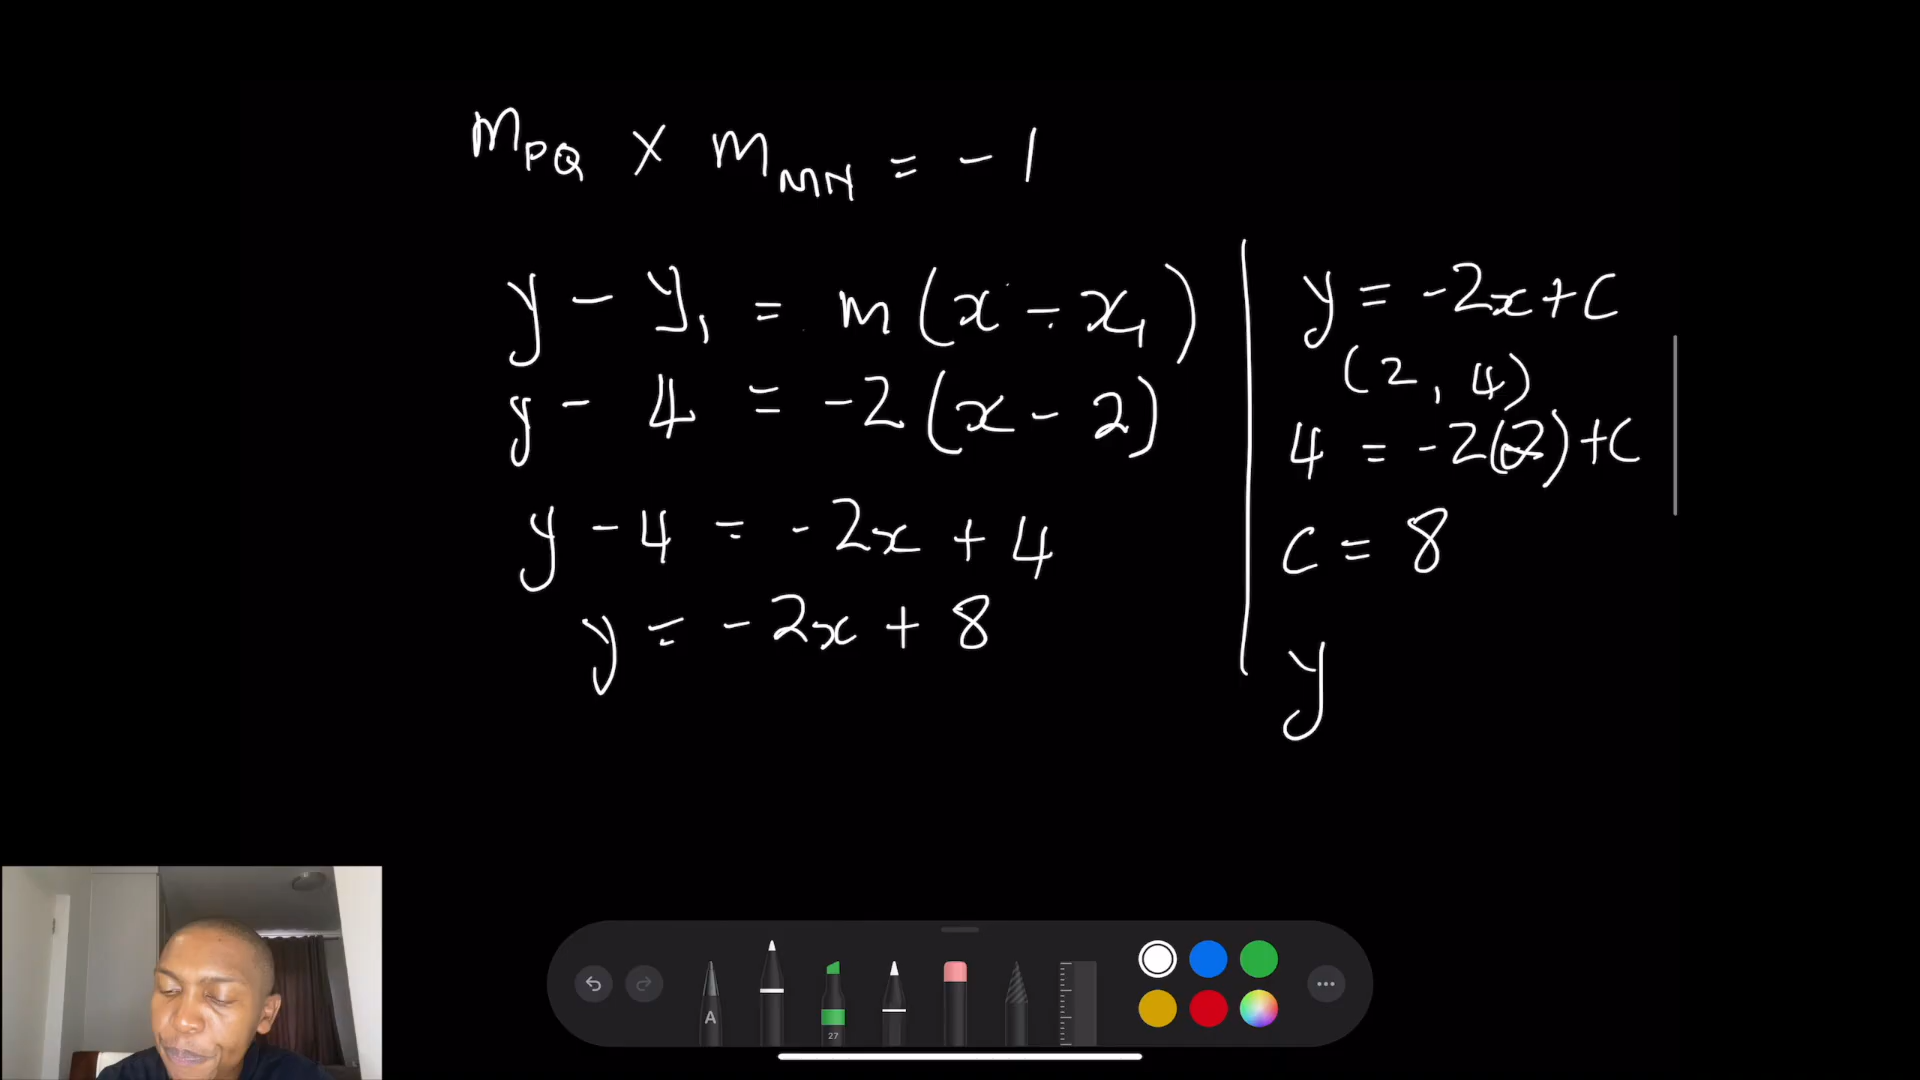 m_PQ × m_MN = -1
y - y₁ = m(x - x₁)
y - 4 = -2(x - 2)
y - 4 = -2x + 4
y = -2x + 8
y = -2x + c
(2, 4)
4 = -2(2) + c
c = 8
y
A
27